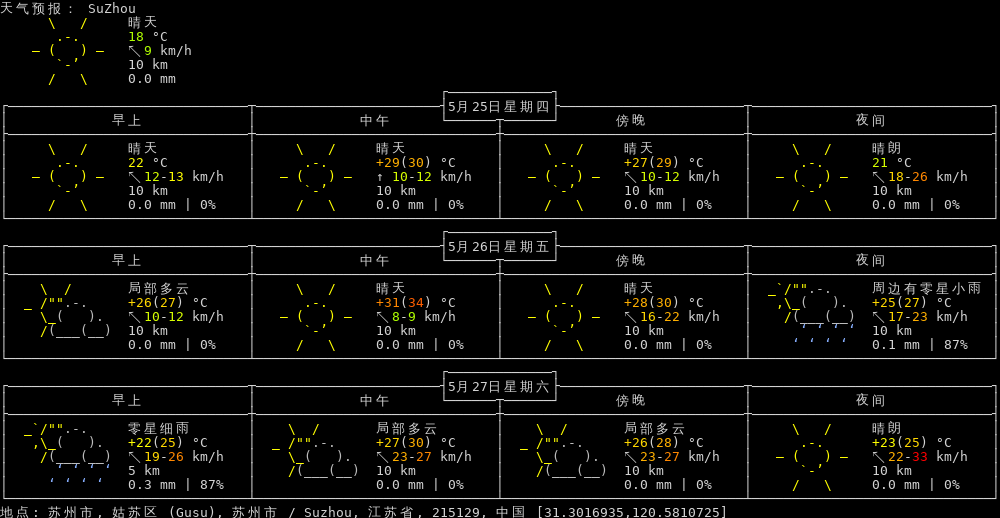 天气预报: SuZhou
晴天
18 °C
↖9 km/h
10 km
0.0 mm
5月25日星期四
早上 中午 傍晚 夜间
晴天 晴天 晴天 晴朗
22 °C +29(30) °C +27(29) °C 21 °C
↖12-13 km/h ↑ 10-12 km/h ↖10-12 km/h ↖18-26 km/h
10 km 10 km 10 km 10 km
0.0 mm | 0% 0.0 mm | 0% 0.0 mm | 0% 0.0 mm | 0%
5月26日星期五
早上 中午 傍晚 夜间
局部多云 晴天 晴天 周边有零星小雨
+26(27) °C +31(34) °C +28(30) °C +25(27) °C
↖10-12 km/h ↖8-9 km/h ↖16-22 km/h ↖17-23 km/h
10 km 10 km 10 km 10 km
0.0 mm | 0% 0.0 mm | 0% 0.0 mm | 0% 0.1 mm | 87%
5月27日星期六
早上 中午 傍晚 夜间
零星细雨 局部多云 局部多云 晴朗
+22(25) °C +27(30) °C +26(28) °C +23(25) °C
↖19-26 km/h ↖23-27 km/h ↖23-27 km/h ↖22-33 km/h
5 km 10 km 10 km 10 km
0.3 mm | 87% 0.0 mm | 0% 0.0 mm | 0% 0.0 mm | 0%
地点: 苏州市, 姑苏区 (Gusu), 苏州市 / Suzhou, 江苏省, 215129, 中国 [31.3016935,120.5810725]